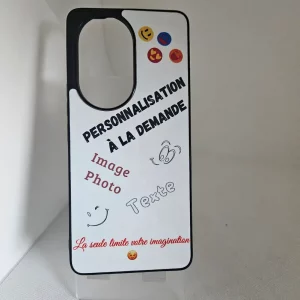 PERSONNALISATION
À LA DEMANDE
Image
Photo
Texte
La seule limite votre imagination